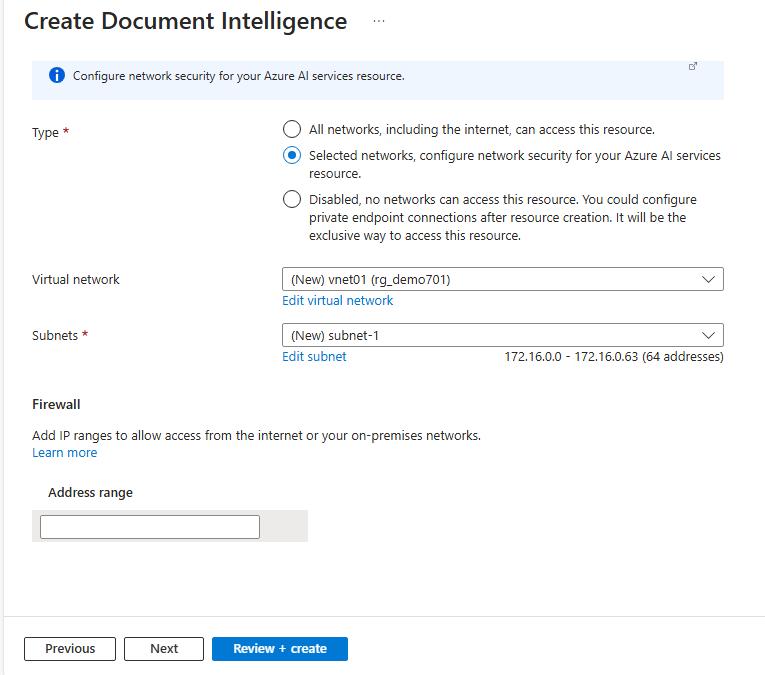 Create Document Intelligence ...
Configure network security for your Azure AI services resource.
Type *
All networks, including the internet, can access this resource.
Selected networks, configure network security for your Azure AI services
resource.
Disabled, no networks can access this resource. You could configure
private endpoint connections after resource creation. It will be the
exclusive way to access this resource.
Virtual network
(New) vnet01 (rg_demo701)
Edit virtual network
Subnets *
(New) subnet-1
Edit subnet
172.16.0.0 - 172.16.0.63 (64 addresses)
Firewall
Add IP ranges to allow access from the internet or your on-premises networks.
Learn more
Address range
Previous
Next
Review + create